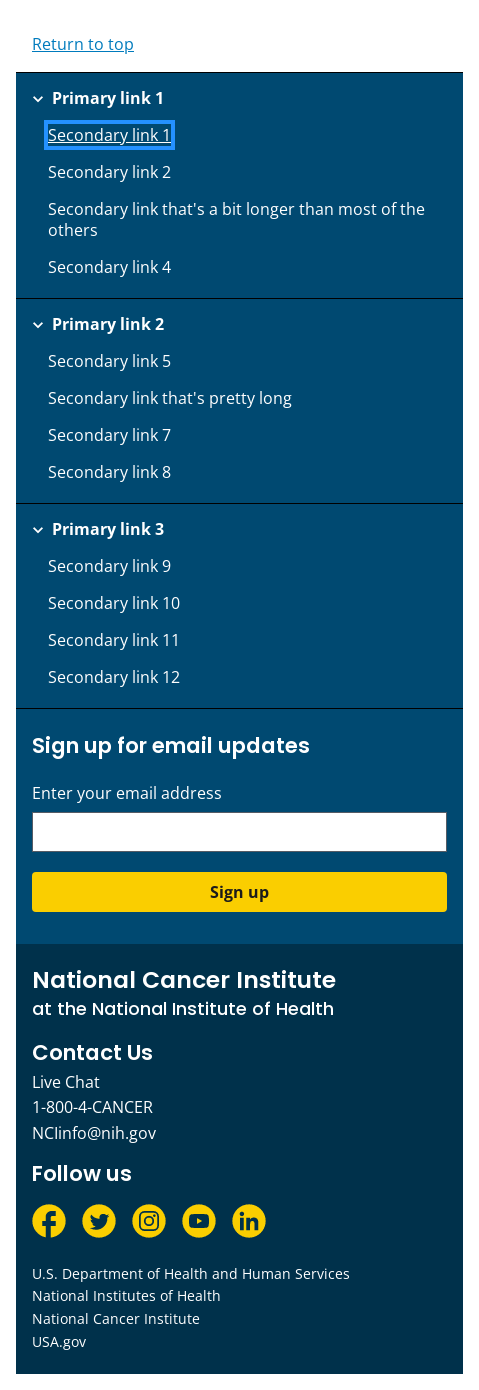 Return to top
Primary link 1
Secondary link 1
Secondary link 2
Secondary link that's a bit longer than most of the
others
Secondary link 4
Primary link 2
Secondary link 5
Secondary link that's pretty long
Secondary link 7
Secondary link 8
Primary link 3
Secondary link 9
Secondary link 10
Secondary link 11
Secondary link 12
Sign up for email updates
Enter your email address
Sign up
National Cancer Institute
at the National Institute of Health
Contact Us
Live Chat
1-800-4-CANCER
NCIinfo@nih.gov
Follow us
U.S. Department of Health and Human Services
National Institutes of Health
National Cancer Institute
USA.gov